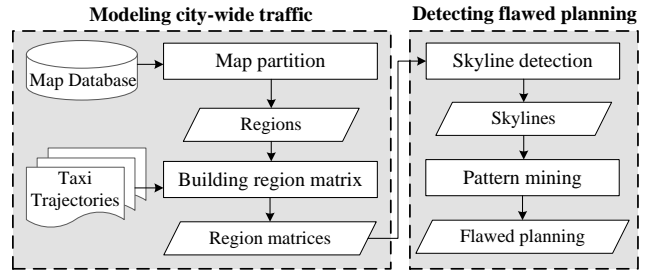 Modeling city-wide traffic
Map Database
Map partition
Regions
Taxi
Trajectories
Building region matrix
Region matrices
Detecting flawed planning
Skyline detection
Skylines
Pattern mining
Flawed planning